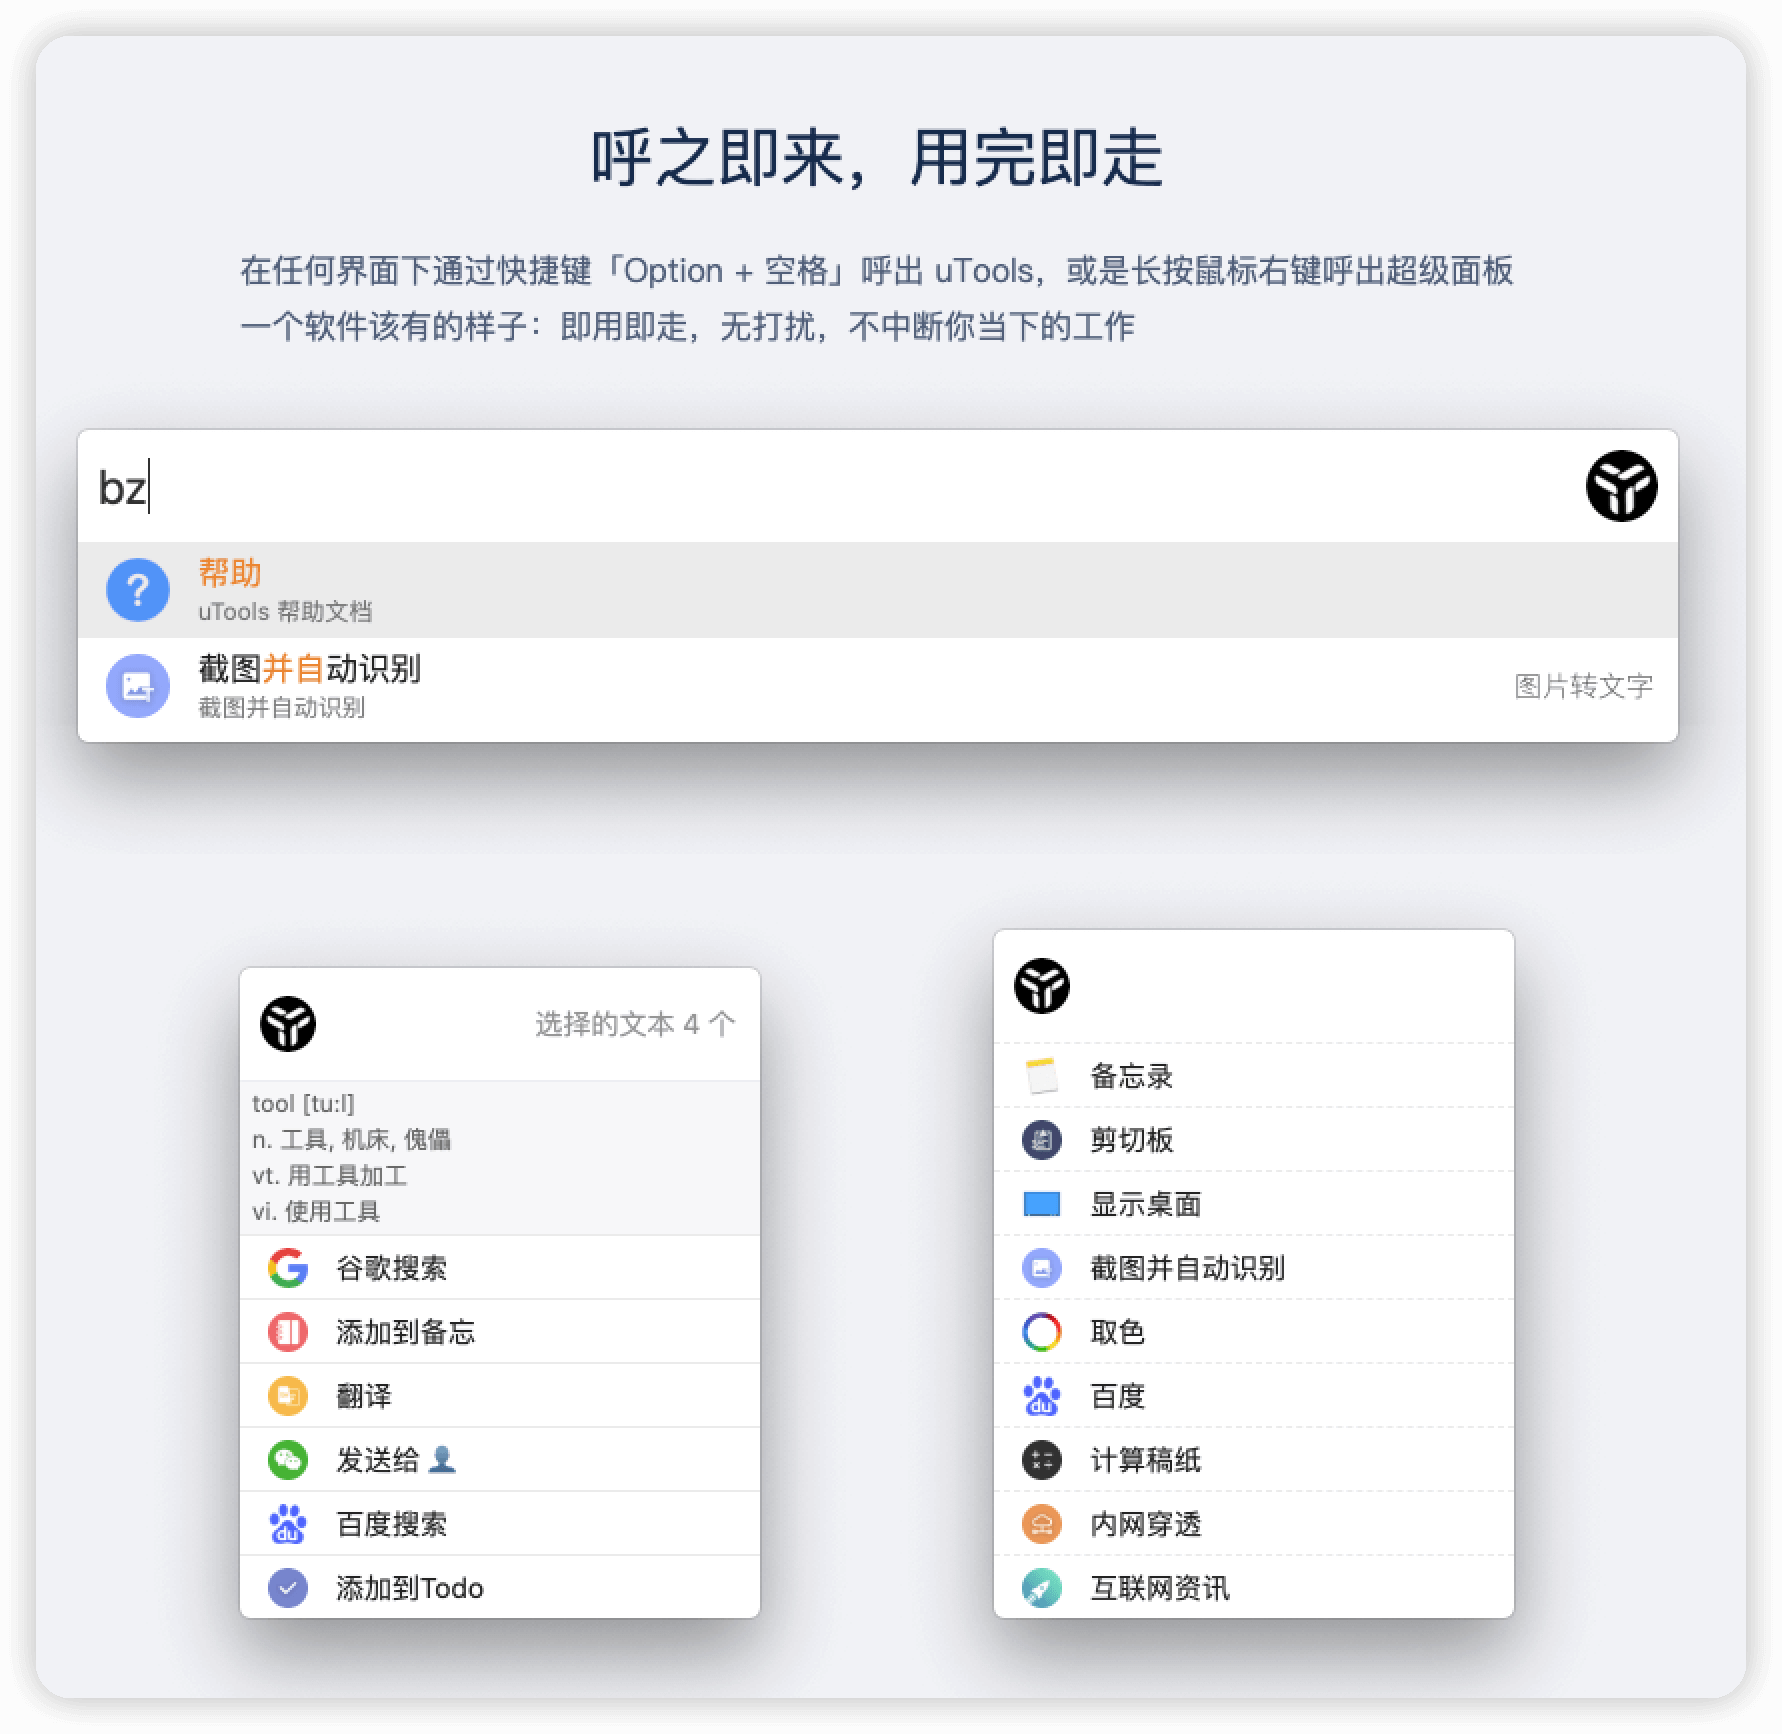 呼之即来，用完即走
在任何界面下通过快捷键「Option + 空格」呼出 uTools，或是长按鼠标右键呼出超级面板
一个软件该有的样子：即用即走，无打扰，不中断你当下的工作
bz
帮助
uTools 帮助文档
截图并自动识别
截图并自动识别
图片转文字
选择的文本 4 个
tool [tu:l]
n. 工具, 机床, 傀儡
vt. 用工具加工
vi. 使用工具
谷歌搜索
添加到备忘
翻译
发送给
du
百度搜索
添加到Todo
备忘录
剪切板
显示桌面
截图并自动识别
取色
du
百度
计算稿纸
内网穿透
互联网资讯